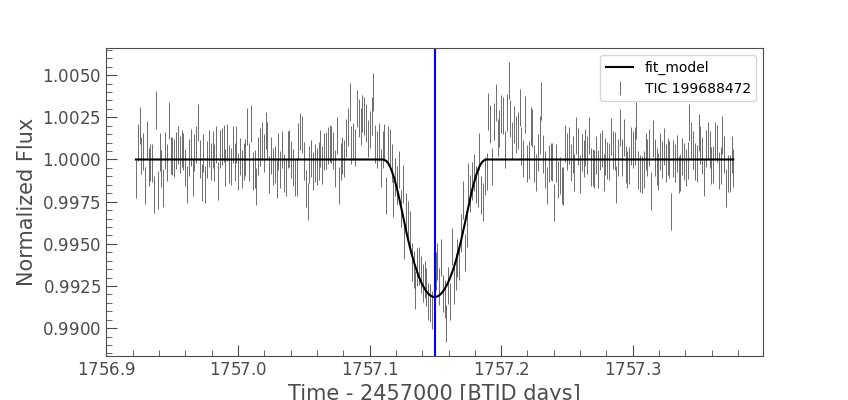 fit_model
TIC 199688472
Normalized Flux
1.0050
1.0025
1.0000
0.9975
0.9950
0.9925
0.9900
1756.9 1757.0 1757.1 1757.2 1757.3
Time - 2457000 [BTJD days]